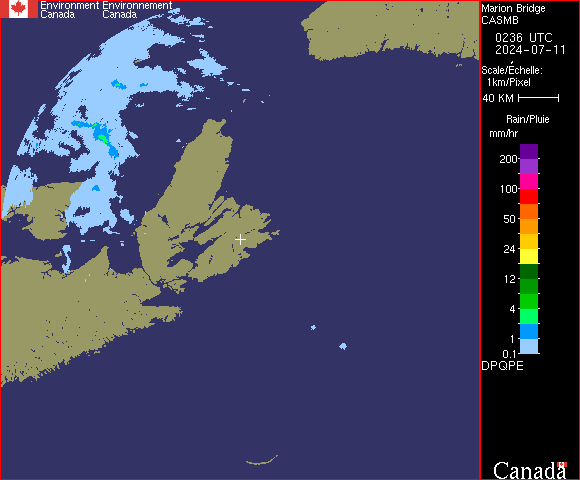 Environment Environnement
Canada Canada
Marion Bridge
CASMB
0236 UTC
2024-07-11
Scale/Échelle:
1km/Pixel
40 KM
Rain/Pluie
mm/hr
200
100
50
24
12
4
1
0.1
DPQPE
Canada